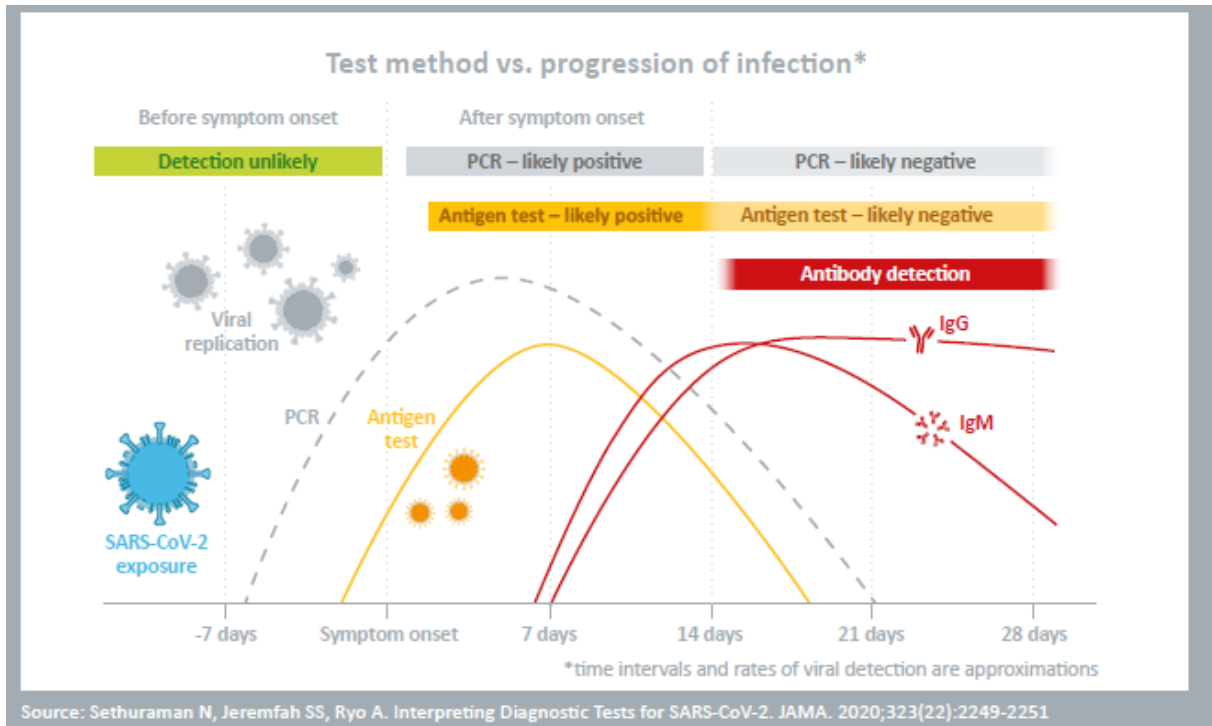 Test method vs. progression of infection*
Before symptom onset
After symptom onset
Detection unlikely
PCR – likely positive
PCR – likely negative
Antigen test – likely positive
Antigen test – likely negative
Antibody detection
Viral
replication
IgG
PCR
Antigen
test
IgM
SARS-CoV-2
exposure
-7 days
Symptom onset
7 days
14 days
21 days
28 days
*time intervals and rates of viral detection are approximations
Source: Sethuraman N, Jeremfah SS, Ryo A. Interpreting Diagnostic Tests for SARS-CoV-2. JAMA. 2020;323(22):2249-2251